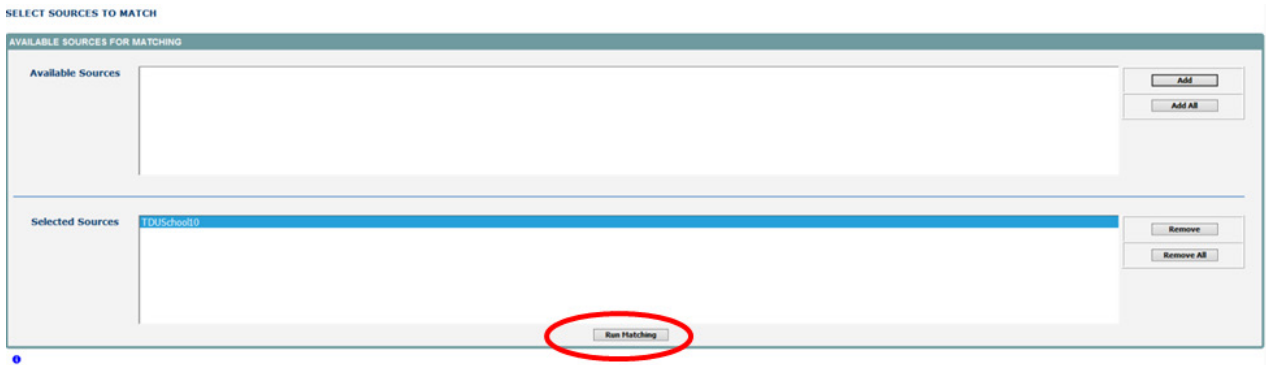 SELECT SOURCES TO MATCH
AVAILABLE SOURCES FOR MATCHING
Available Sources
Add
Add All
Selected Sources
TDUSchool10
Remove
Remove All
Run Matching